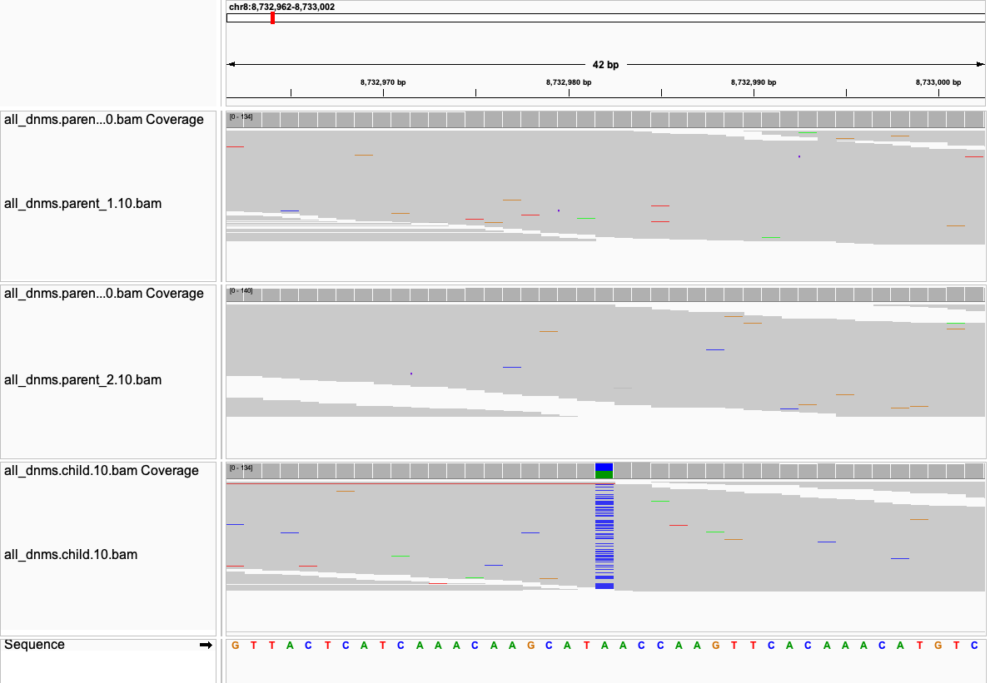 chr8:8,732,962-8,733,002
42 bp
8,732,970 bp 8,732,980 bp 8,732,990 bp 8,733,000 bp
all_dnms.paren...0.bam Coverage
[0 - 134]
all_dnms.parent_1.10.bam
all_dnms.paren...0.bam Coverage
[0 - 140]
all_dnms.parent_2.10.bam
all_dnms.child.10.bam Coverage
[0 - 134]
all_dnms.child.10.bam
Sequence
G T T A C T C A T C A A A C A A G C A T A A C C A A G T T C A C A A A C A T G T C